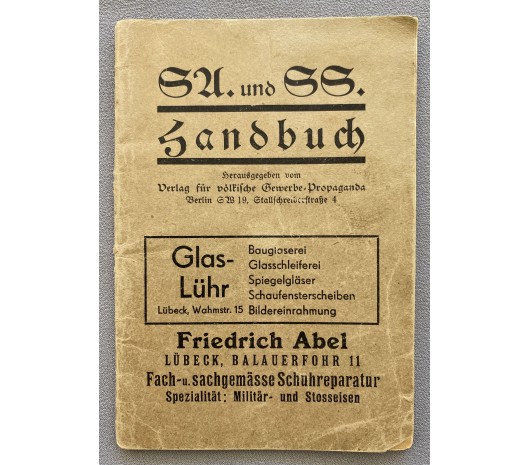 SA. und SS.
Handbuch
Herausgegeben vom
Verlag für völkische Gewerbe-Propaganda
Berlin SW 19, Stallschreiberstraße 4
Glas-
Lühr
Lübeck, Wahmstr. 15
Bauglaserei
Glasschleiferei
Spiegelgläser
Schaufensterscheiben
Bildereinrahmung
Friedrich Abel
LÜBECK, BALAUERFOHR 11
Fach- u. sachgemässe Schuhreparatur
Spezialität: Militär- und Stosseisen